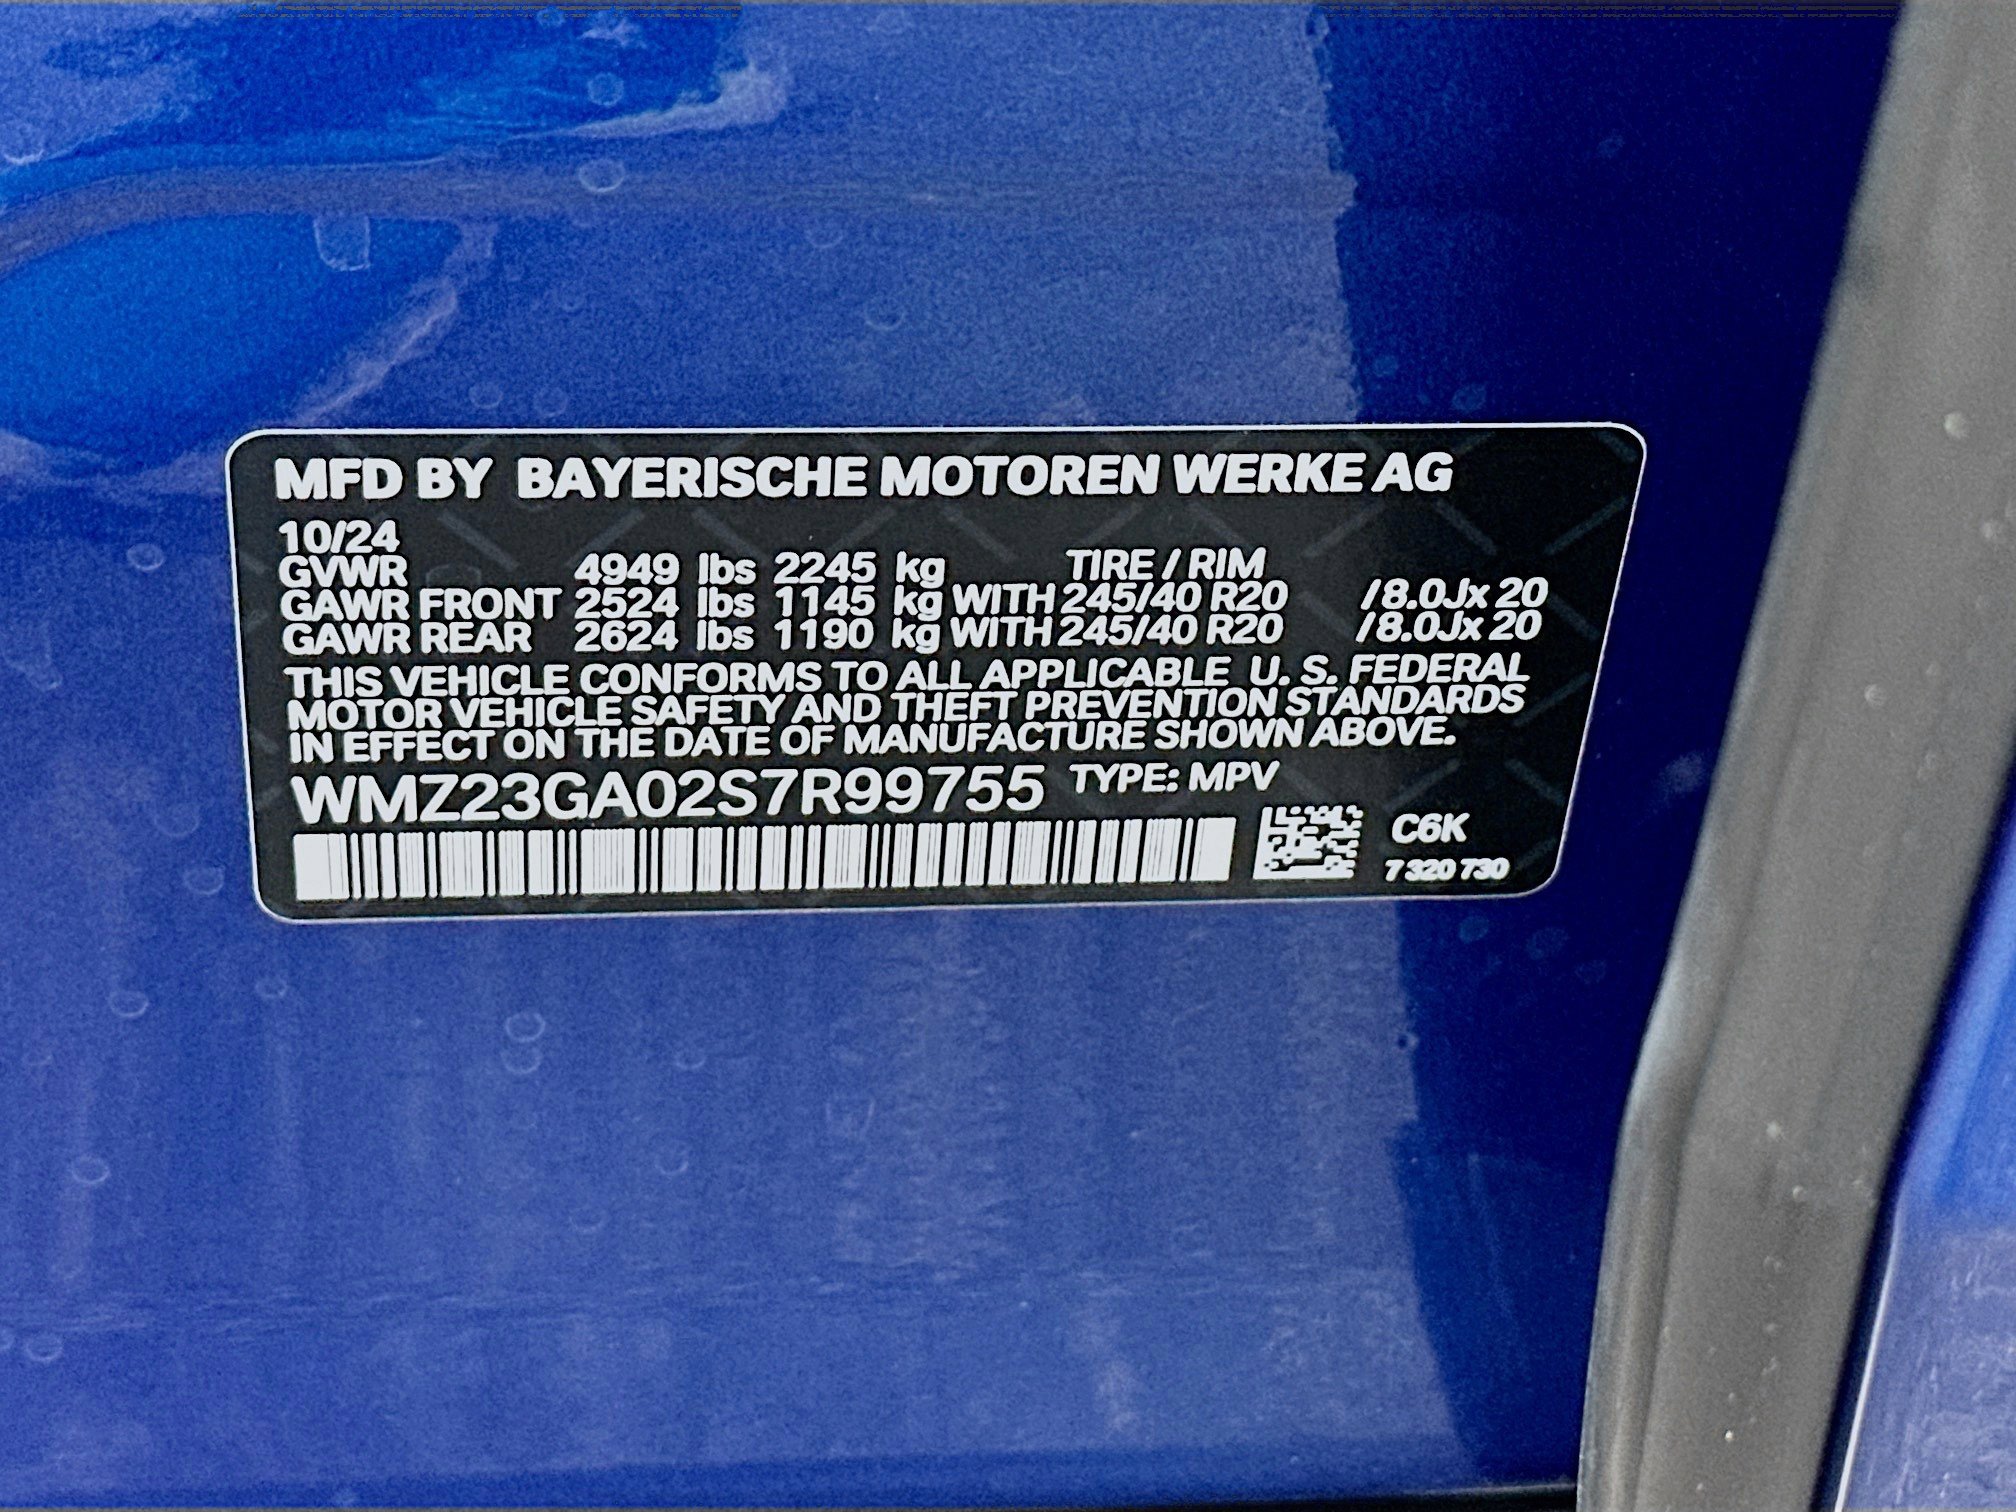 MFD BY BAYERISCHE MOTOREN WERKE AG
10/24
GVWR 4949 lbs 2245 kg TIRE / RIM
GAWR FRONT 2524 lbs 1145 kg WITH 245/40 R20 /8.0Jx 20
GAWR REAR 2624 lbs 1190 kg WITH 245/40 R20 /8.0Jx 20
THIS VEHICLE CONFORMS TO ALL APPLICABLE U. S. FEDERAL
MOTOR VEHICLE SAFETY AND THEFT PREVENTION STANDARDS
IN EFFECT ON THE DATE OF MANUFACTURE SHOWN ABOVE.
WMZ23GA02S7R99755 TYPE: MPV
C6K
7 320 730